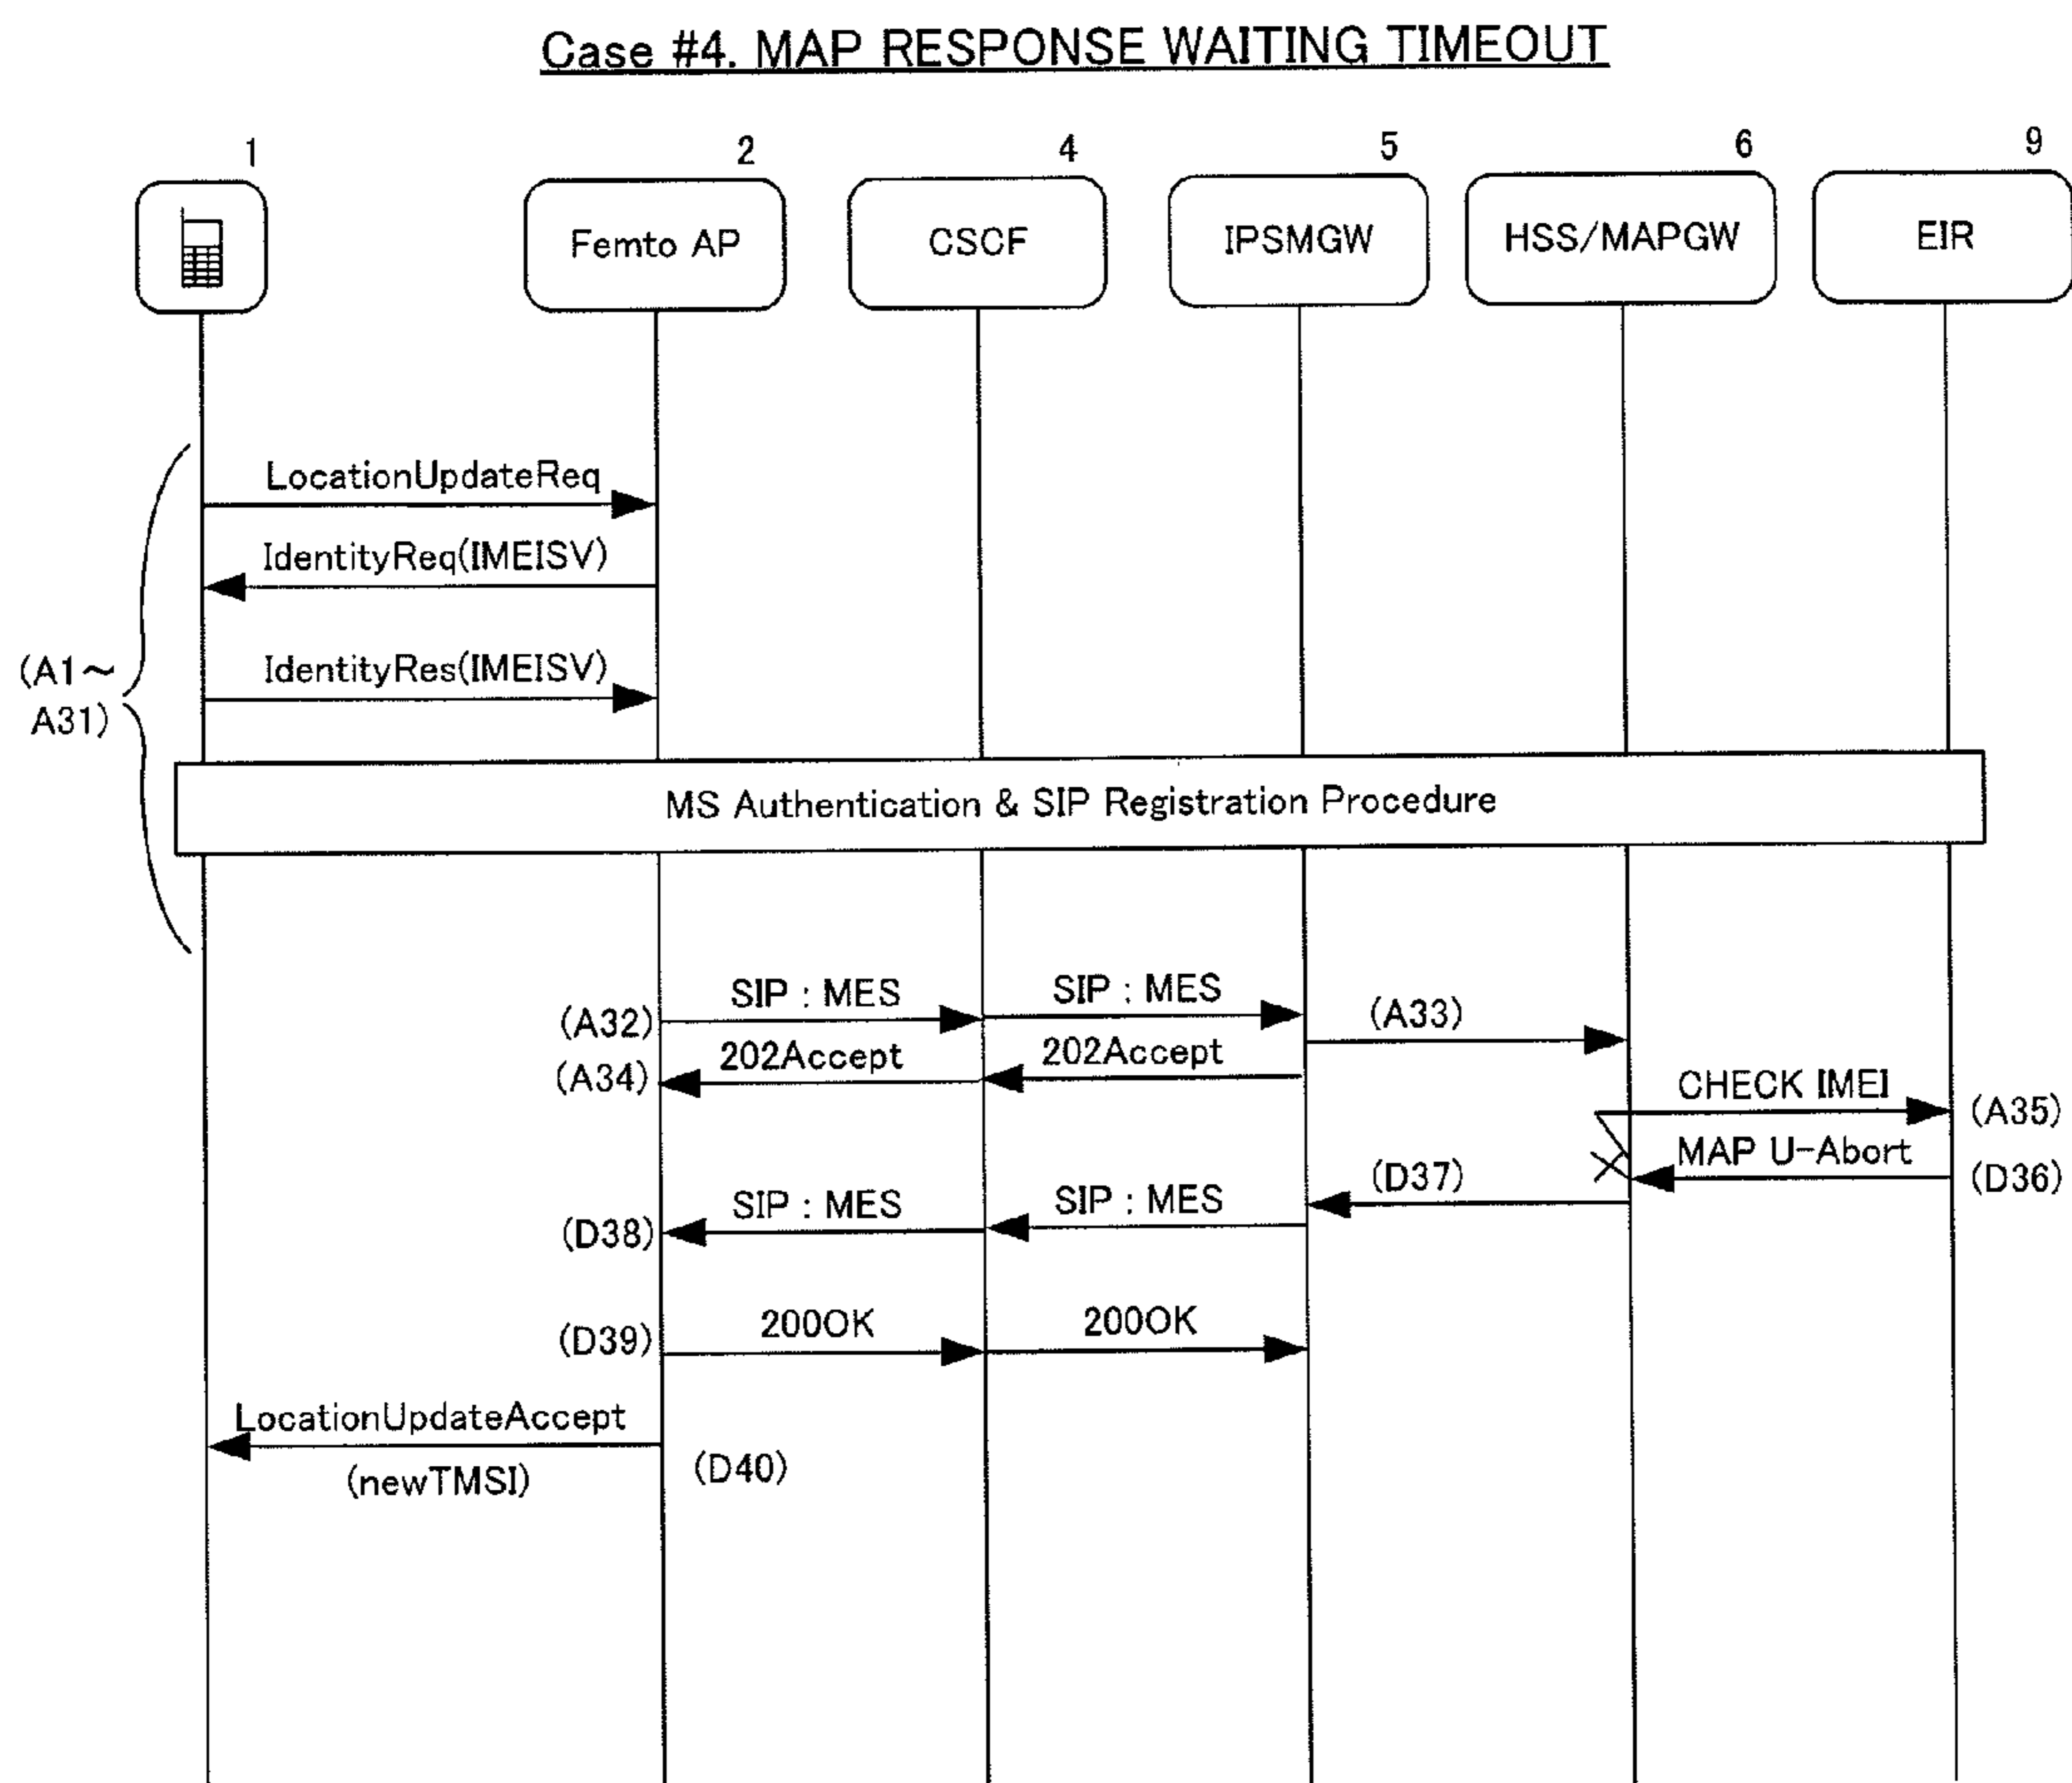 Case #4. MAP RESPONSE WAITING TIMEOUT
1
2
4
5
6
9
Femto AP
CSCF
IPSMGW
HSS/MAPGW
EIR
LocationUpdateReq
IdentityReq(IMEISV)
IdentityRes(IMEISV)
(A1～
A31)
MS Authentication & SIP Registration Procedure
(A32)
SIP : MES
SIP : MES
(A33)
(A34)
202Accept
202Accept
CHECK IMEI
(A35)
MAP U-Abort
(D36)
(D37)
(D38)
SIP : MES
SIP : MES
(D39)
200OK
200OK
LocationUpdateAccept
(newTMSI)
(D40)